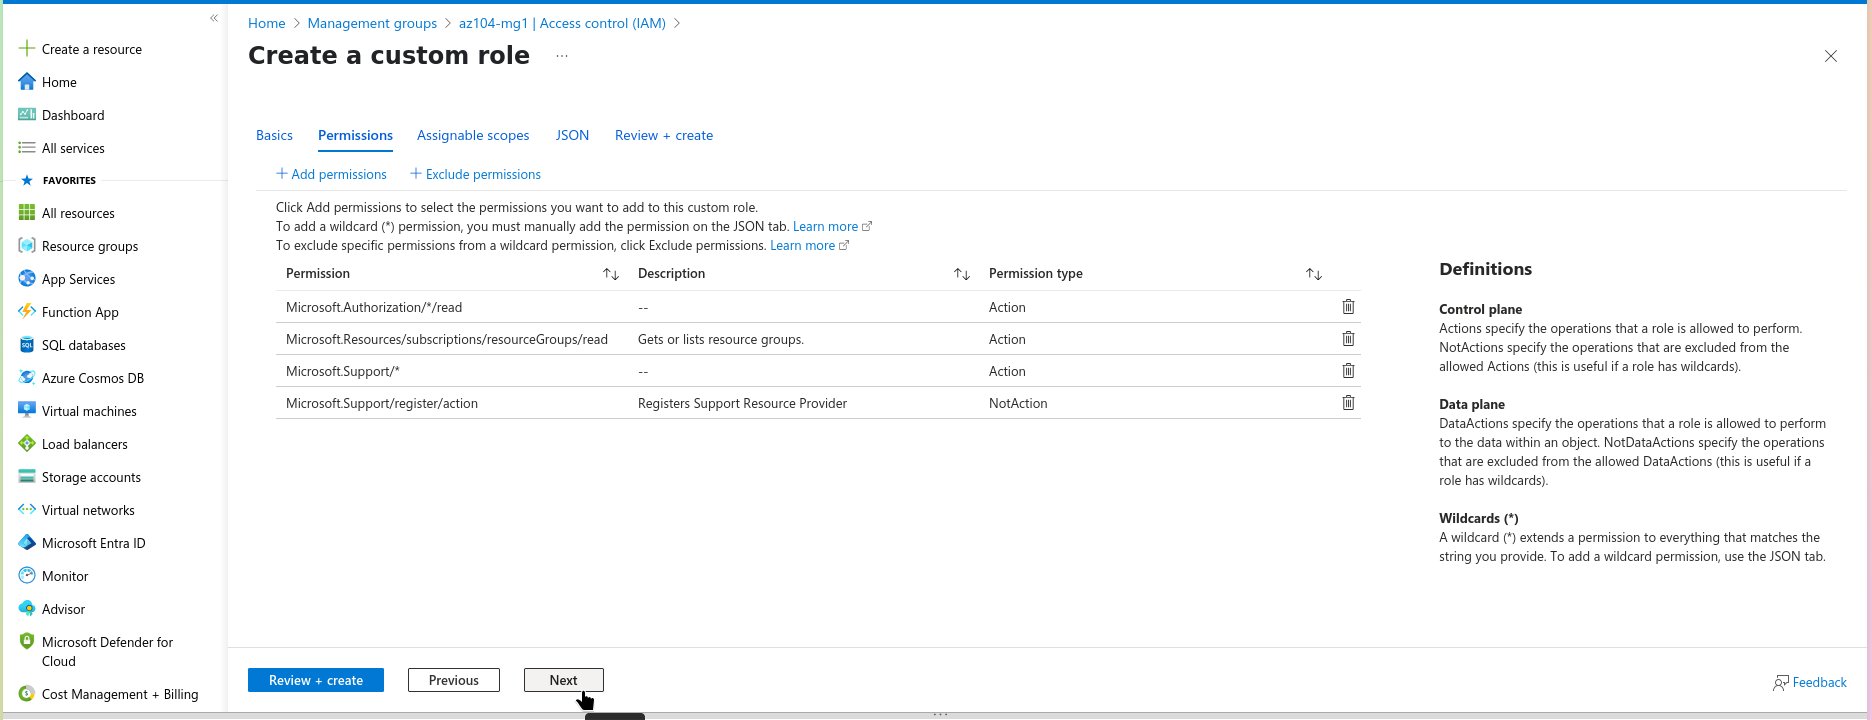 «
Create a resource
Home
Dashboard
All services
FAVORITES
All resources
Resource groups
App Services
Function App
SQL databases
Azure Cosmos DB
Virtual machines
Load balancers
Storage accounts
Virtual networks
Microsoft Entra ID
Monitor
Advisor
Microsoft Defender for
Cloud
Cost Management + Billing
Home > Management groups > az104-mg1 | Access control (IAM) >
Create a custom role ...
Basics Permissions Assignable scopes JSON Review + create
+ Add permissions + Exclude permissions
Click Add permissions to select the permissions you want to add to this custom role.
To add a wildcard (*) permission, you must manually add the permission on the JSON tab. Learn more
To exclude specific permissions from a wildcard permission, click Exclude permissions. Learn more
Permission Description Permission type
Microsoft.Authorization/*/read -- Action
Microsoft.Resources/subscriptions/resourceGroups/read Gets or lists resource groups. Action
Microsoft.Support/* -- Action
Microsoft.Support/register/action Registers Support Resource Provider NotAction
Definitions
Control plane
Actions specify the operations that a role is allowed to perform.
NotActions specify the operations that are excluded from the
allowed Actions (this is useful if a role has wildcards).
Data plane
DataActions specify the operations that a role is allowed to perform
to the data within an object. NotDataActions specify the operations
that are excluded from the allowed DataActions (this is useful if a
role has wildcards).
Wildcards (*)
A wildcard (*) extends a permission to everything that matches the
string you provide. To add a wildcard permission, use the JSON tab.
Review + create Previous Next
Feedback